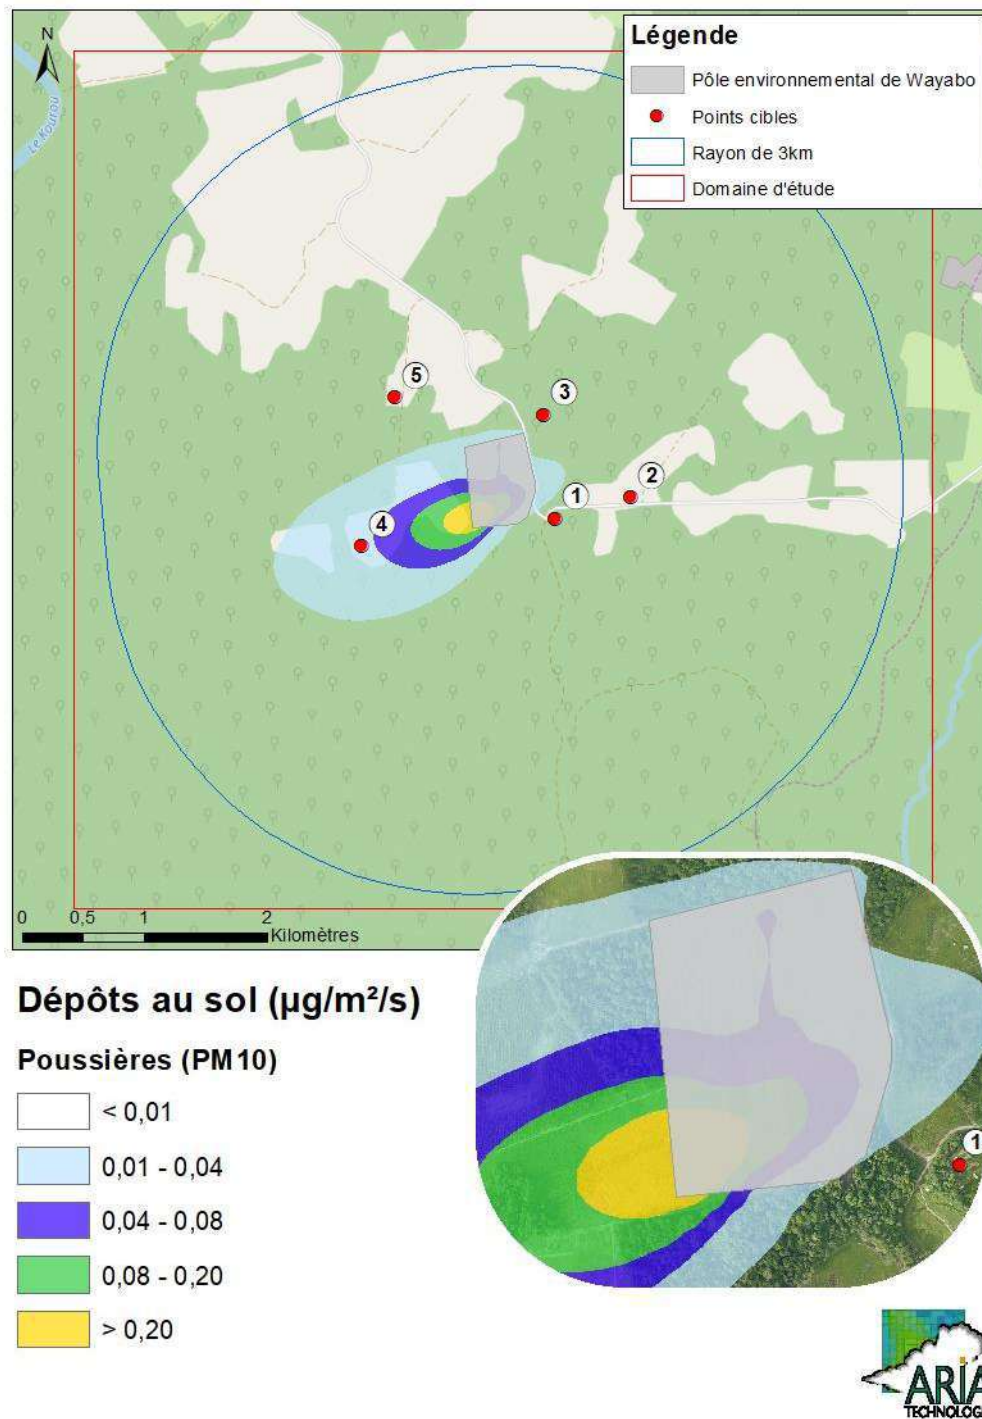 Légende
Pôle environnemental de Wayabo
Points cibles
Rayon de 3km
Domaine d'étude
N
Le Kourou
5
3
2
1
4
0 0,5 1 2
Kilomètres
Dépôts au sol (µg/m²/s)
Poussières (PM10)
< 0,01
0,01 - 0,04
0,04 - 0,08
0,08 - 0,20
> 0,20
1
ARIA
TECHNOLOG